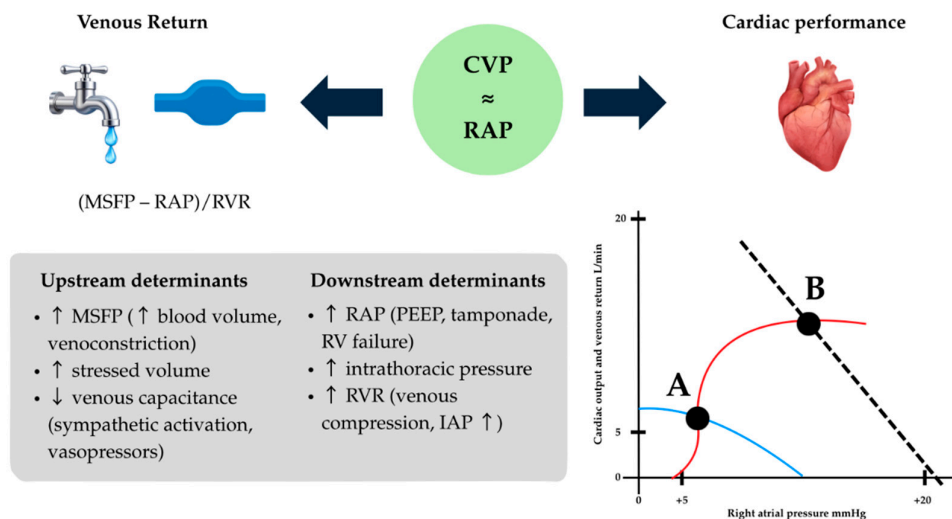 Venous Return
Cardiac performance
CVP
≈
RAP
(MSFP – RAP)/RVR
Upstream determinants
• ↑ MSFP (↑ blood volume,
venoconstriction)
• ↑ stressed volume
• ↓ venous capacitance
(sympathetic activation,
vasopressors)
Downstream determinants
• ↑ RAP (PEEP, tamponade,
RV failure)
• ↑ intrathoracic pressure
• ↑ RVR (venous
compression, IAP ↑)
Cardiac output and venous return L/min
20
5
0
A
B
0
+5
+20
Right atrial pressure mmHg